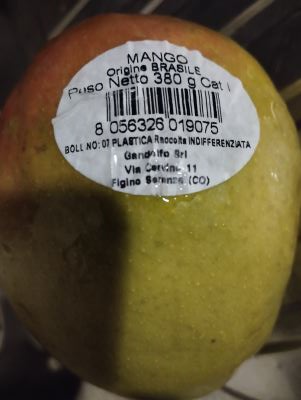 MANGO
Origine BRASILE
Peso Netto 380 g Cat I
8 056326 019075
BOLL NO: 07 PLASTICA Raccolta INDIFFERENZIATA
Gandolfo Srl
Via 11
Figino Serenza (CO)